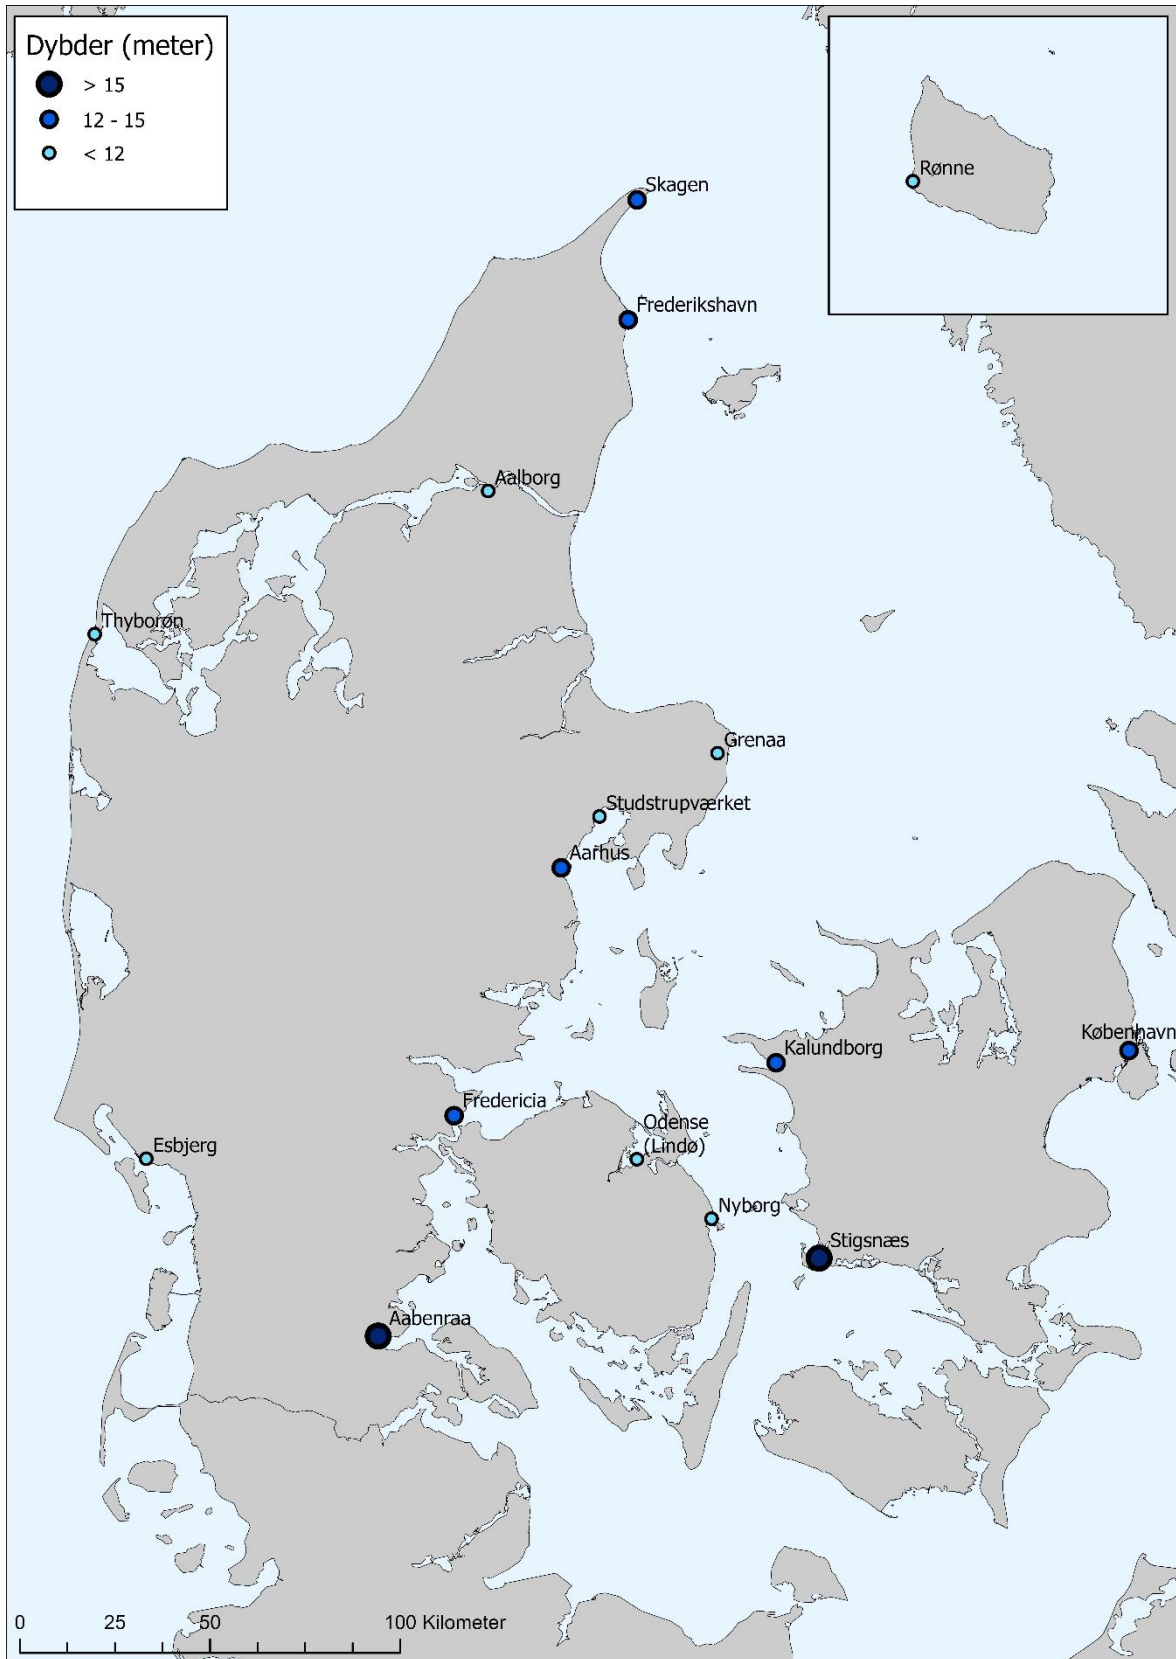 Dybder (meter)
> 15
12 - 15
< 12
Rønne
Skagen
Frederikshavn
Aalborg
Thyborøn
Grenaa
Studstrupværket
Aarhus
København
Kalundborg
Fredericia
Odense
(Lindø)
Esbjerg
Nyborg
Stigsnæs
Aabenraa
0 25 50 100 Kilometer